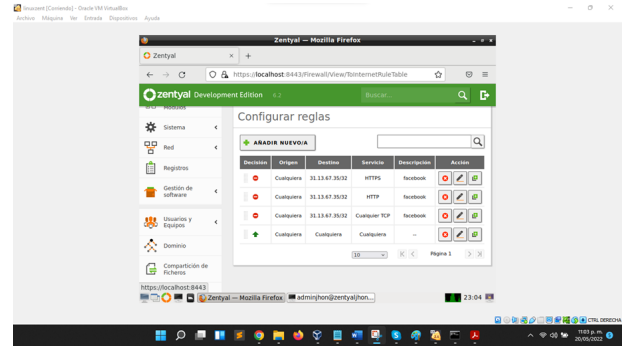 linuxzent [Corriendo] - Oracle VM VirtualBox
Archivo Máquina Ver Entrada Dispositivos Ayuda
Zentyal — Mozilla Firefox
Zentyal
https://localhost:8443/Firewall/View/ToInternetRuleTable
zentyal Development Edition 6.2
Buscar...
Módulos
Sistema
Red
Registros
Gestión de software
Usuarios y Equipos
Dominio
Compartición de Ficheros
Configurar reglas
AÑADIR NUEVO/A
Decisión Origen Destino Servicio Descripción Acción
Cualquiera 31.13.67.35/32 HTTPS facebook
Cualquiera 31.13.67.35/32 HTTP facebook
Cualquiera 31.13.67.35/32 Cualquier TCP facebook
Cualquiera Cualquiera Cualquiera --
10 Página 1
https://localhost:8443
Zentyal — Mozilla Firefox adminjhon@zentyaljhon... 23:04
CTRL DERECHA
11:03 p. m.
20/05/2022